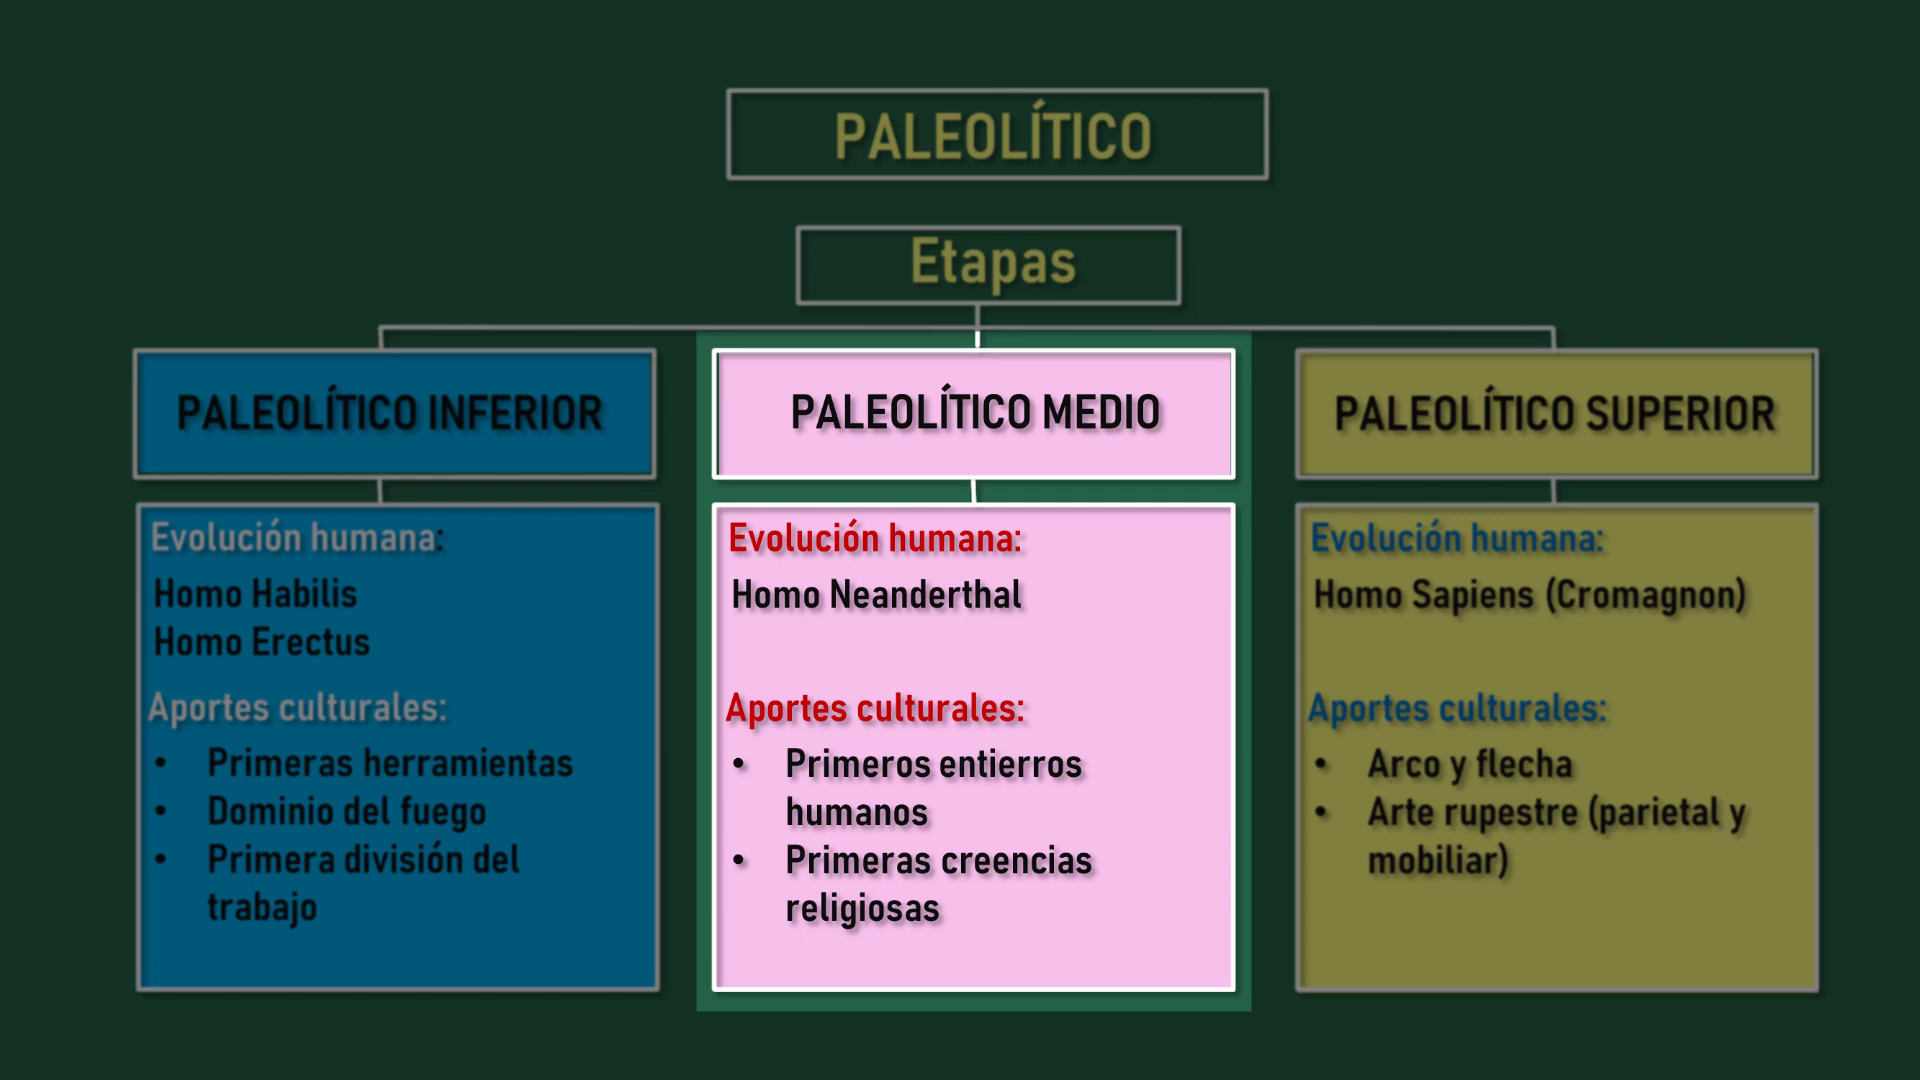 PALEOLÍTICO
Etapas
PALEOLÍTICO INFERIOR
Evolución humana:
Homo Habilis
Homo Erectus
Aportes culturales:
• Primeras herramientas
• Dominio del fuego
• Primera división del
trabajo
PALEOLÍTICO MEDIO
Evolución humana:
Homo Neanderthal
Aportes culturales:
• Primeros entierros
humanos
• Primeras creencias
religiosas
PALEOLÍTICO SUPERIOR
Evolución humana:
Homo Sapiens (Cromagnon)
Aportes culturales:
• Arco y flecha
• Arte rupestre (parietal y
mobiliar)